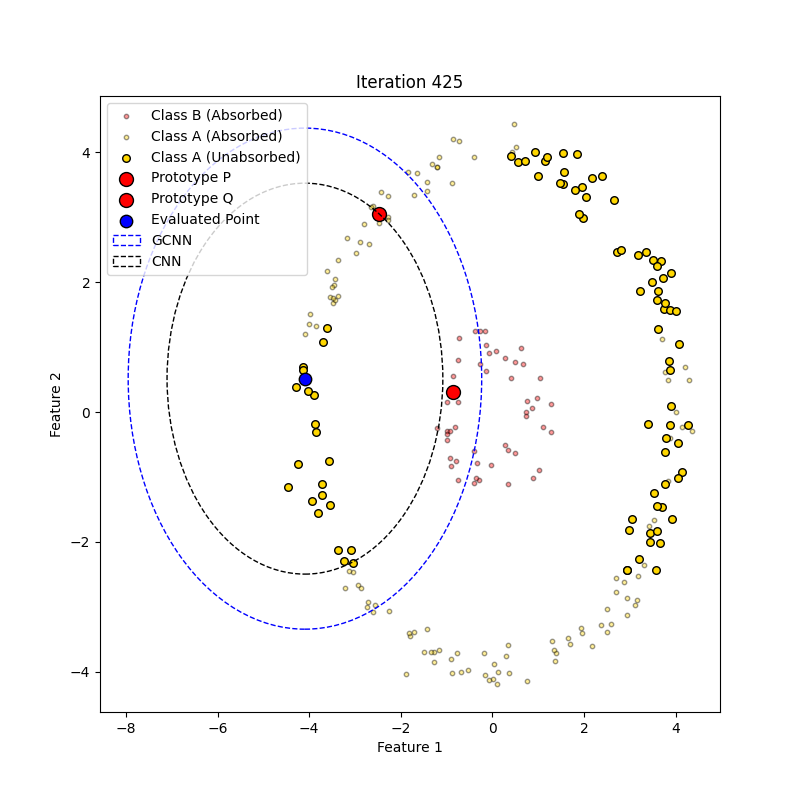 Iteration 425
Class B (Absorbed)
Class A (Absorbed)
Class A (Unabsorbed)
Prototype P
Prototype Q
Evaluated Point
GCNN
CNN
4
2
0
−2
−4
Feature 2
−8
−6
−4
−2
0
2
4
Feature 1